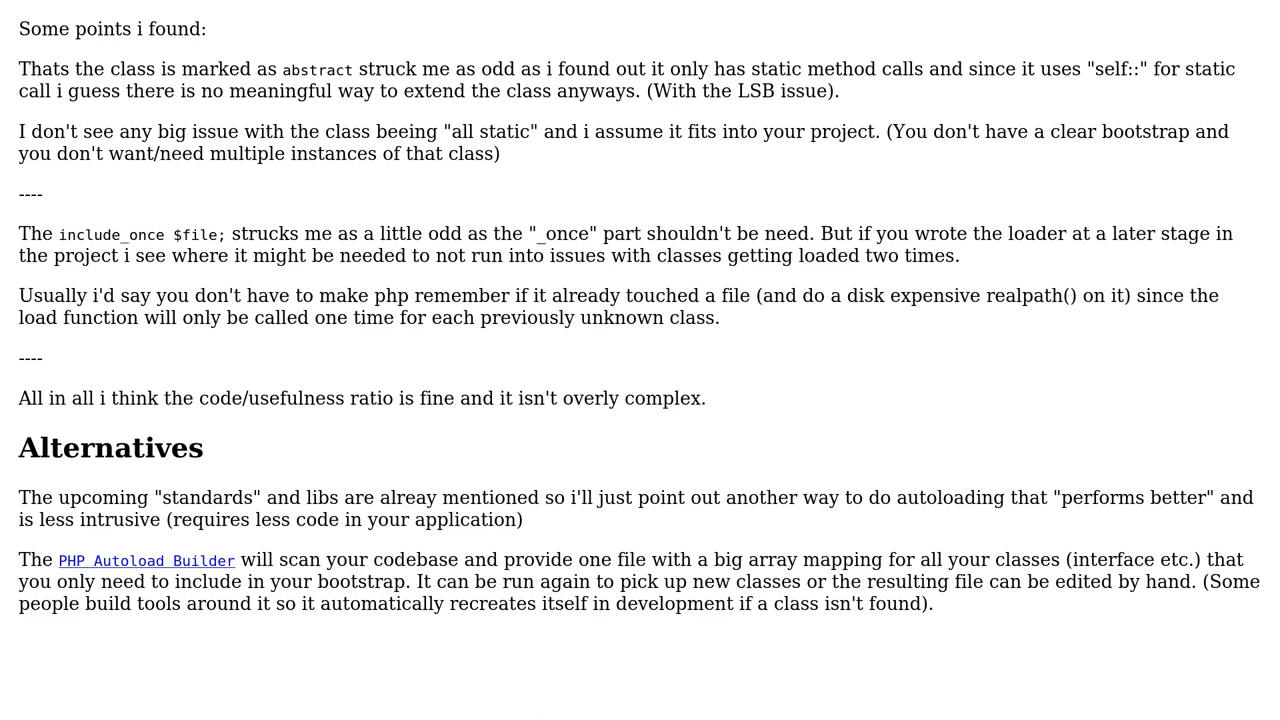 Some points i found:
Thats the class is marked as abstract struck me as odd as i found out it only has static method calls and since it uses "self::" for static
call i guess there is no meaningful way to extend the class anyways. (With the LSB issue).
I don't see any big issue with the class beeing "all static" and i assume it fits into your project. (You don't have a clear bootstrap and
you don't want/need multiple instances of that class)
----
The include_once $file; strucks me as a little odd as the "_once" part shouldn't be need. But if you wrote the loader at a later stage in
the project i see where it might be needed to not run into issues with classes getting loaded two times.
Usually i'd say you don't have to make php remember if it already touched a file (and do a disk expensive realpath() on it) since the
load function will only be called one time for each previously unknown class.
----
All in all i think the code/usefulness ratio is fine and it isn't overly complex.
Alternatives
The upcoming "standards" and libs are alreay mentioned so i'll just point out another way to do autoloading that "performs better" and
is less intrusive (requires less code in your application)
The PHP Autoload Builder will scan your codebase and provide one file with a big array mapping for all your classes (interface etc.) that
you only need to include in your bootstrap. It can be run again to pick up new classes or the resulting file can be edited by hand. (Some
people build tools around it so it automatically recreates itself in development if a class isn't found).